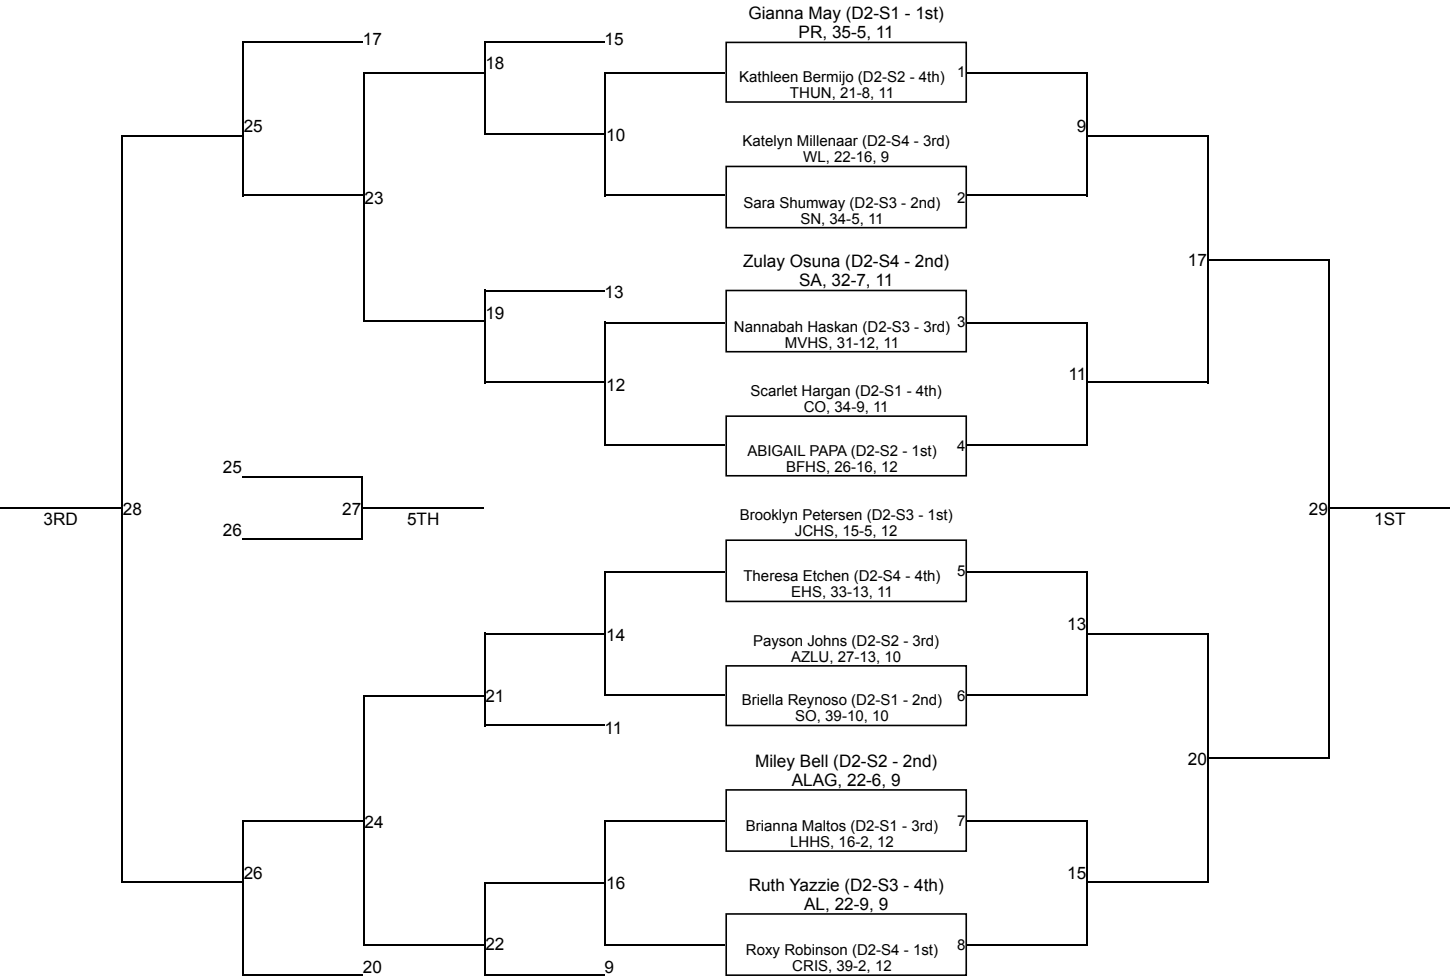 Gianna May (D2-S1 - 1st)
PR, 35-5, 11
17
15
18
Kathleen Bermijo (D2-S2 - 4th) 1
THUN, 21-8, 11
25
10
9
Katelyn Millenaar (D2-S4 - 3rd)
WL, 22-16, 9
23
Sara Shumway (D2-S3 - 2nd) 2
SN, 34-5, 11
Zulay Osuna (D2-S4 - 2nd)
17
SA, 32-7, 11
13
19
Nannabah Haskan (D2-S3 - 3rd) 3
MVHS, 31-12, 11
12
11
Scarlet Hargan (D2-S1 - 4th)
CO, 34-9, 11
ABIGAIL PAPA (D2-S2 - 1st) 4
BFHS, 26-16, 12
25
28
27
29
3RD
5TH
1ST
26
Brooklyn Petersen (D2-S3 - 1st)
JCHS, 15-5, 12
Theresa Etchen (D2-S4 - 4th) 5
EHS, 33-13, 11
14
13
Payson Johns (D2-S2 - 3rd)
AZLU, 27-13, 10
21
Briella Reynoso (D2-S1 - 2nd) 6
SO, 39-10, 10
11
Miley Bell (D2-S2 - 2nd)
20
ALAG, 22-6, 9
24
Brianna Maltos (D2-S1 - 3rd) 7
LHHS, 16-2, 12
26
16
15
Ruth Yazzie (D2-S3 - 4th)
AL, 22-9, 9
22
Roxy Robinson (D2-S4 - 1st) 8
CRIS, 39-2, 12
20
9